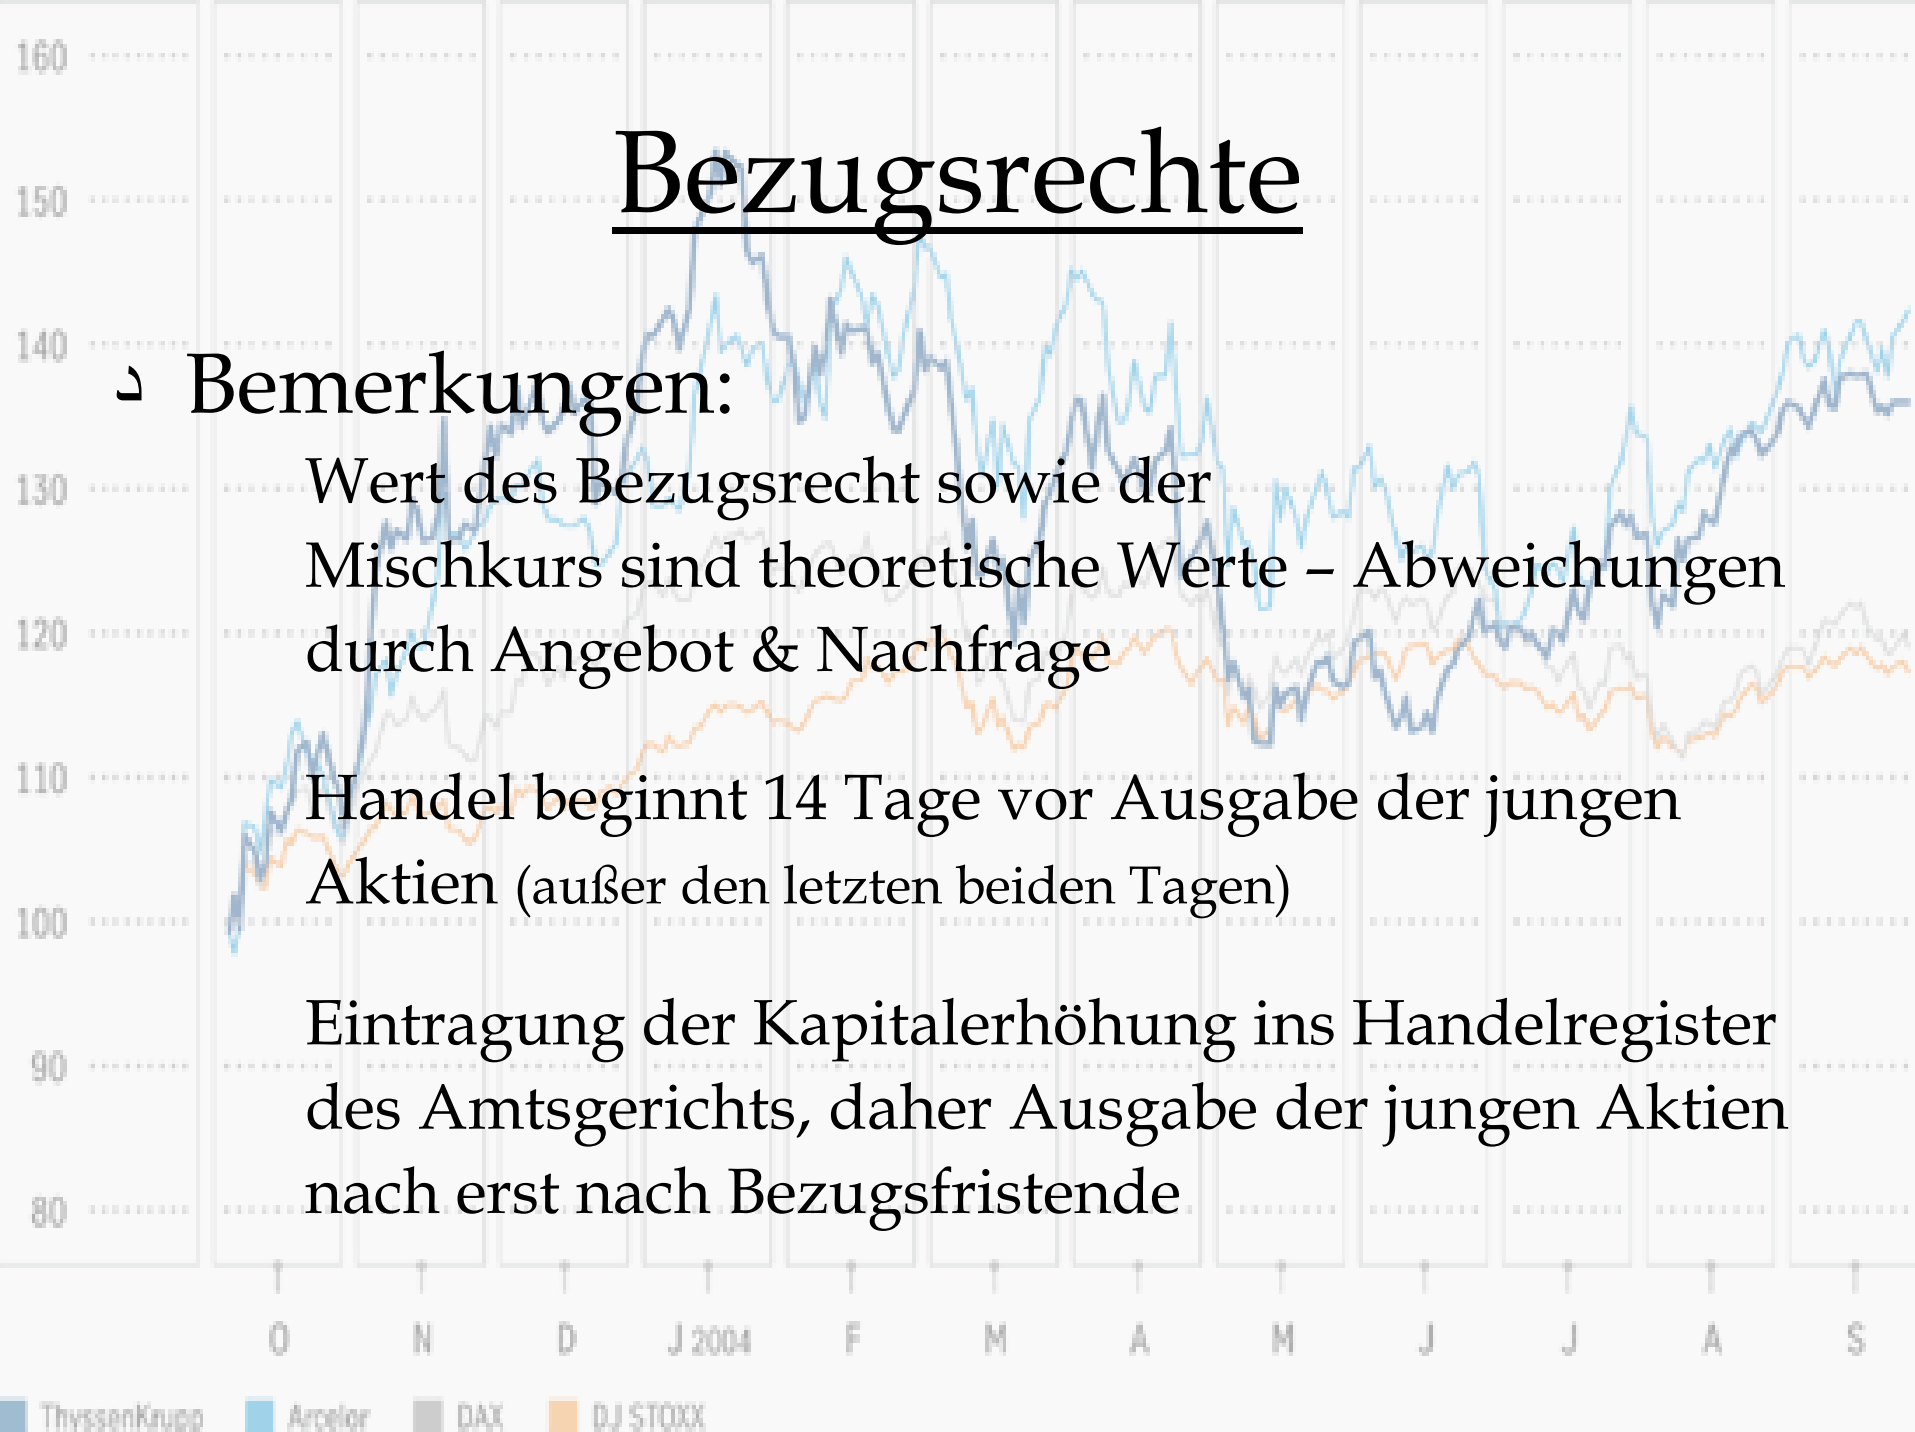 160
150
140
130
120
110
100
90
80
Bezugsrechte
Bemerkungen:
Wert des Bezugsrecht sowie der
Mischkurs sind theoretische Werte – Abweichungen
durch Angebot & Nachfrage
Handel beginnt 14 Tage vor Ausgabe der jungen
Aktien (außer den letzten beiden Tagen)
Eintragung der Kapitalerhöhung ins Handelregister
des Amtsgerichts, daher Ausgabe der jungen Aktien
nach erst nach Bezugsfristende
O N D J 2004 F M A M J J A S
ThyssenKrupp Arcelor DAX DJ STOXX